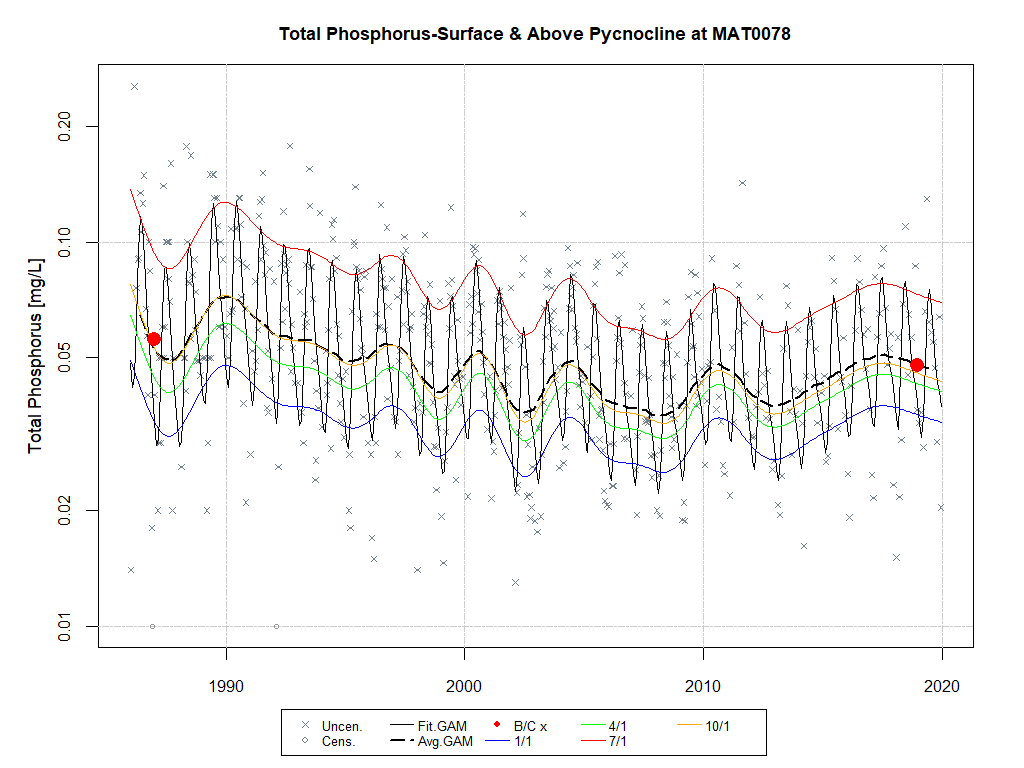 Total Phosphorus-Surface & Above Pycnocline at MAT0078
Total Phosphorus [mg/L]
0.20
0.10
0.05
0.02
0.01
1990 2000 2010 2020
Uncen. Fit.GAM B/C x 4/1 10/1
Cens. Avg.GAM 1/1 7/1